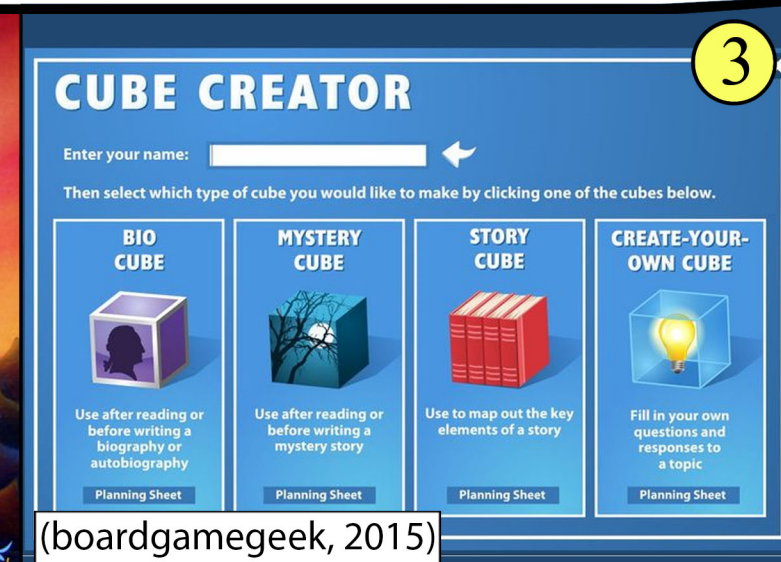 3
CUBE CREATOR
Enter your name:
Then select which type of cube you would like to make by clicking one of the cubes below.
BIO
CUBE
Use after reading or
before writing a
biography or
autobiography
Planning Sheet
MYSTERY
CUBE
Use after reading or
before writing a
mystery story
Planning Sheet
STORY
CUBE
Use to map out the key
elements of a story
Planning Sheet
CREATE-YOUR-
OWN CUBE
Fill in your own
questions and
responses to
a topic
Planning Sheet
(boardgamegeek, 2015)